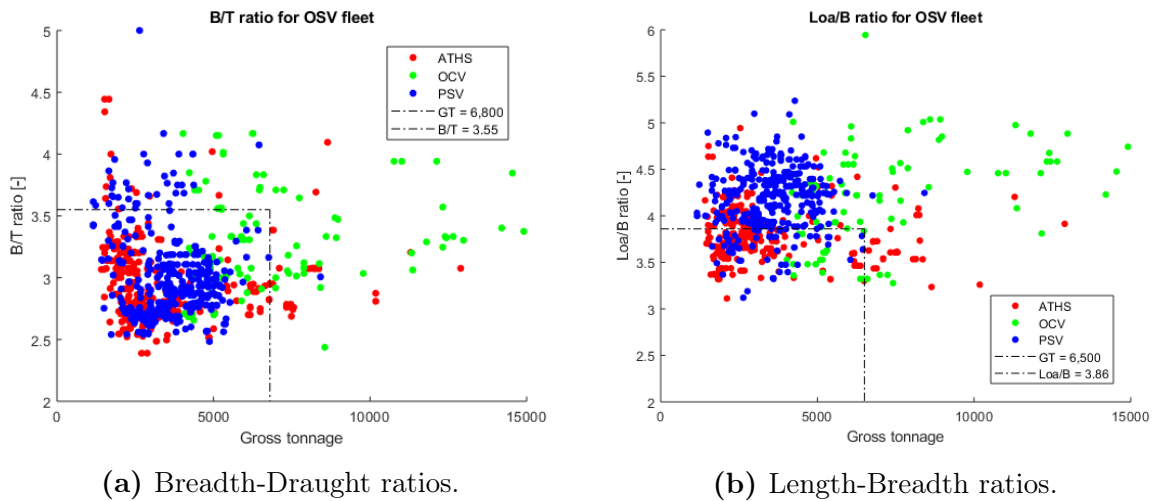 B/T ratio for OSV fleet
5
4.5
4
3.5
3
2.5
2
B/T ratio [-]
ATHS
OCV
PSV
GT = 6,800
B/T = 3.55
0
5000
10000
15000
Gross tonnage
(a) Breadth-Draught ratios.
Loa/B ratio for OSV fleet
6
5.5
5
4.5
4
3.5
3
2.5
2
Loa/B ratio [-]
ATHS
OCV
PSV
GT = 6,500
Loa/B = 3.86
0
5000
10000
15000
Gross tonnage
(b) Length-Breadth ratios.